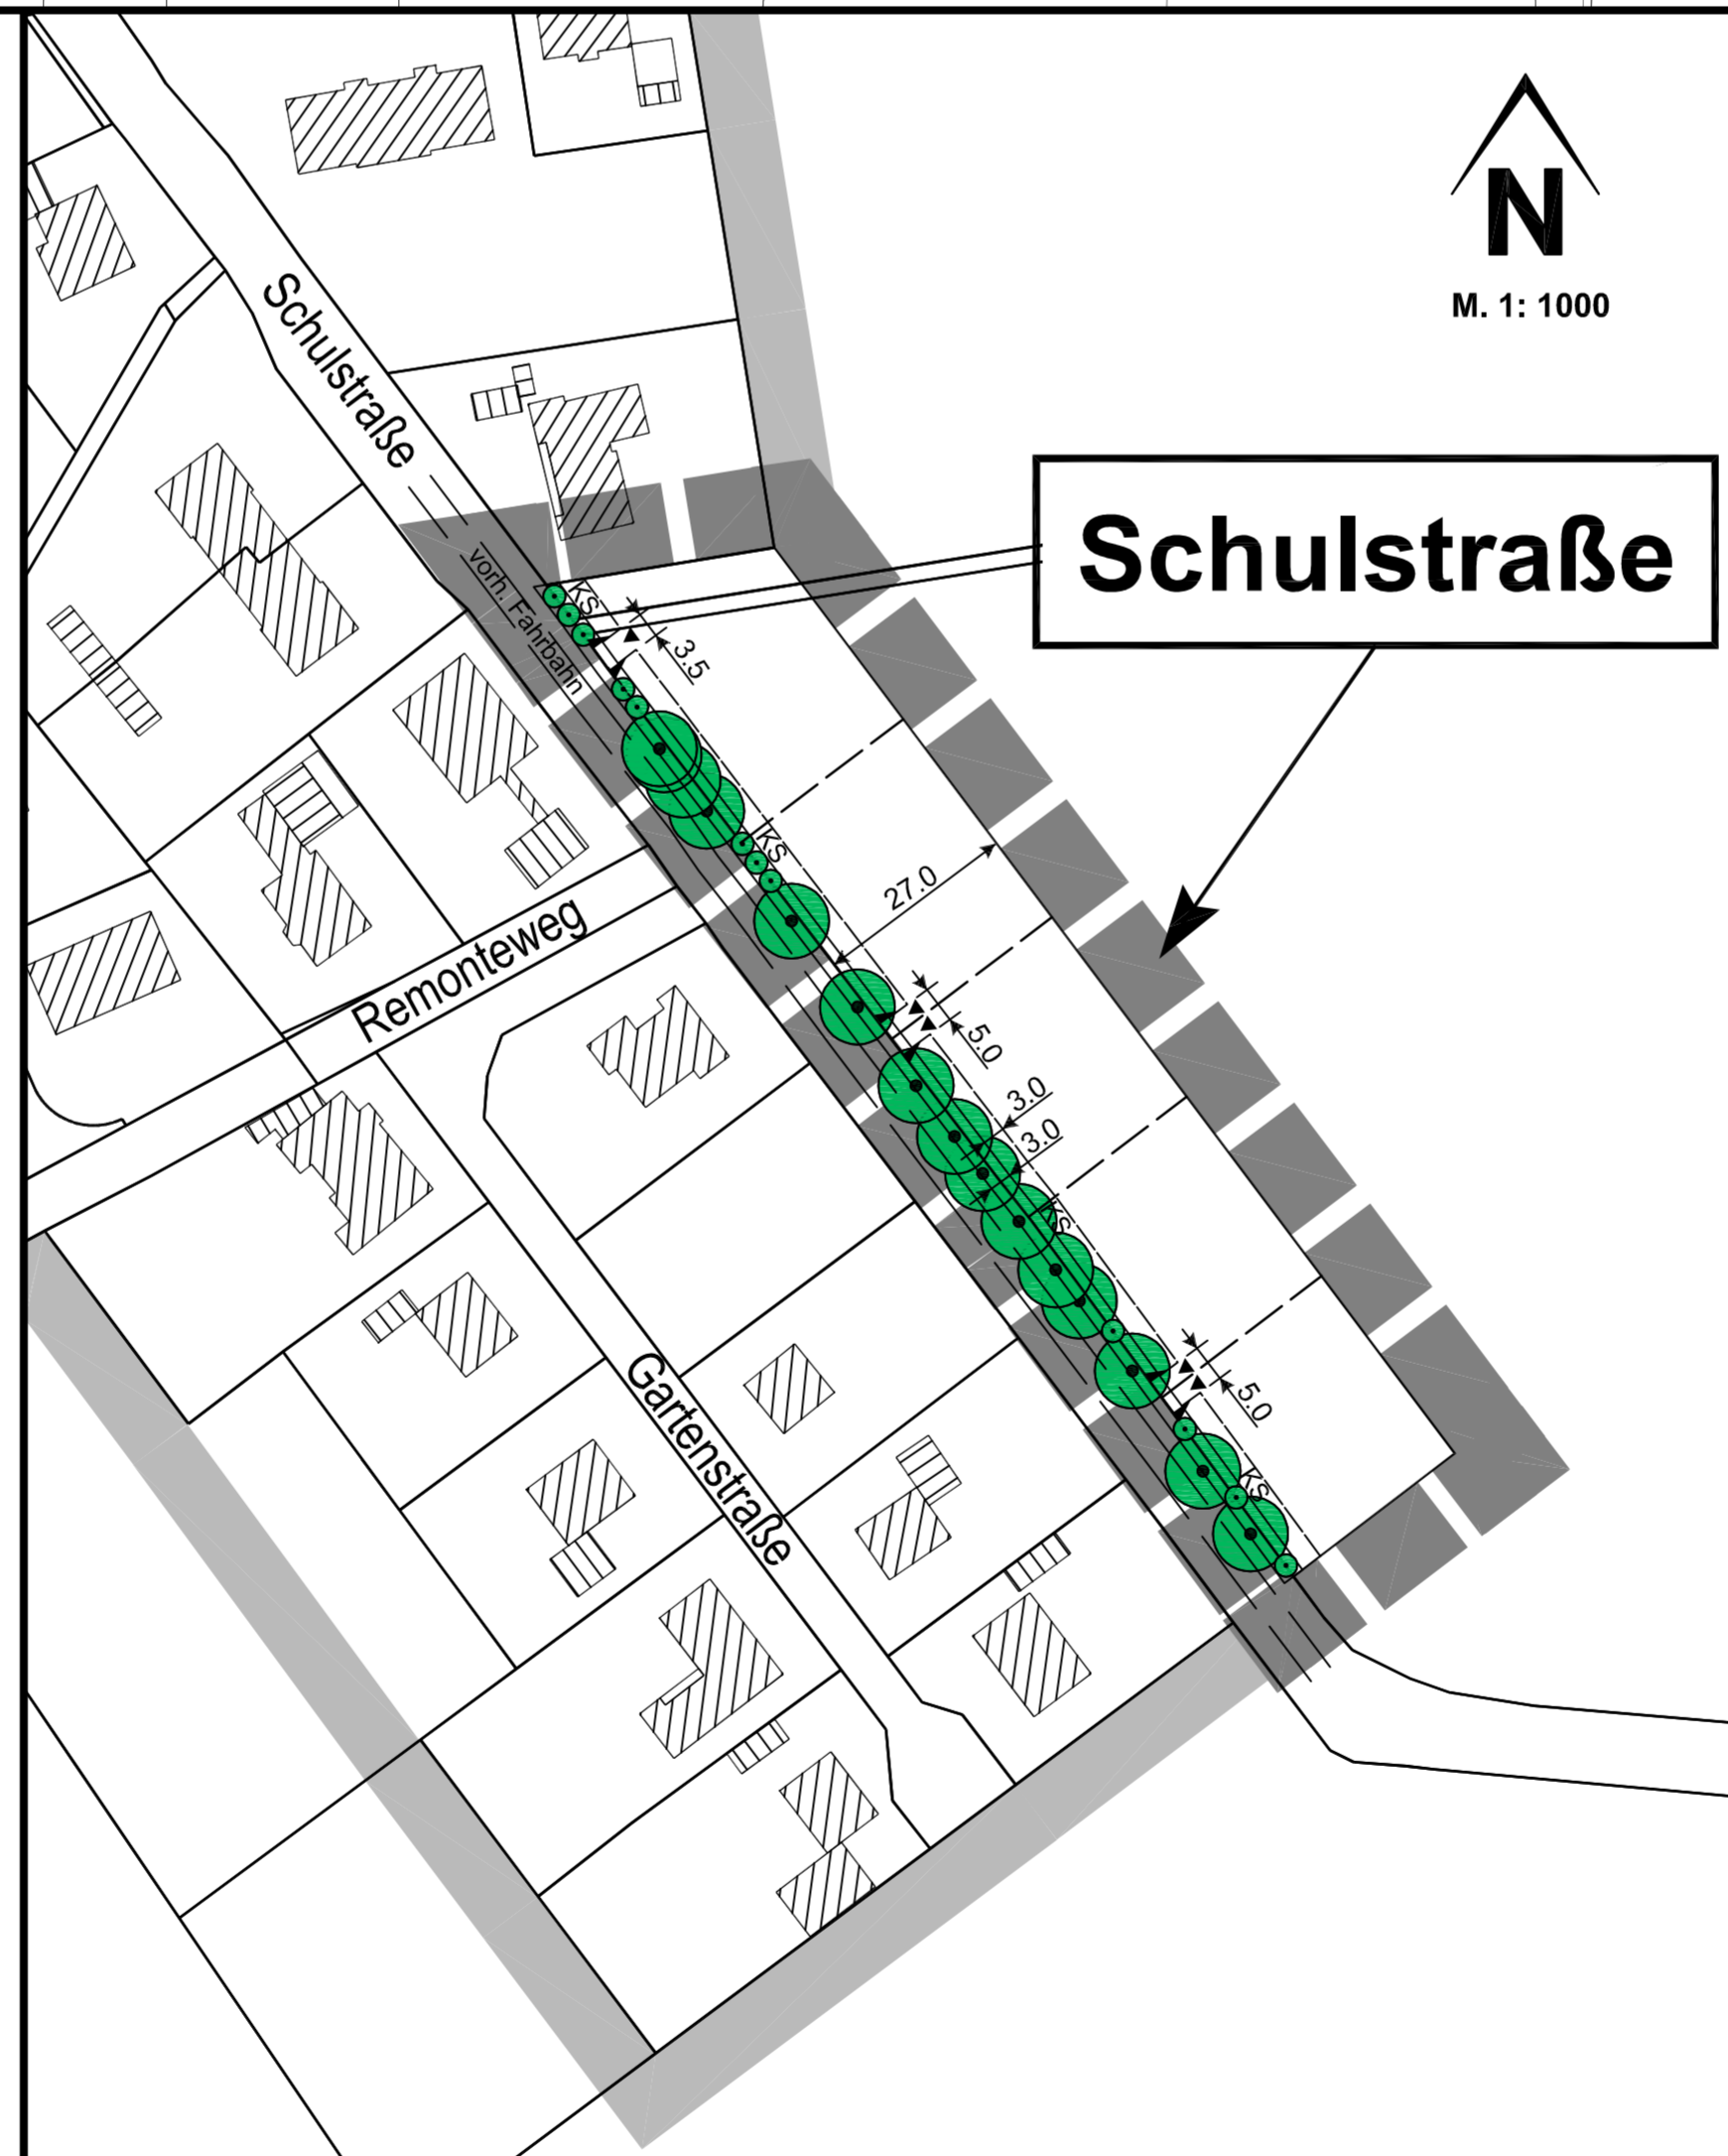 N
M. 1: 1000
Schulstraße
Schulstraße
vorh. Fahrbahn
KS
3.5
KS
27.0
Remonteweg
5.0
3.0
3.0
KS
Gartenstraße
5.0
KS